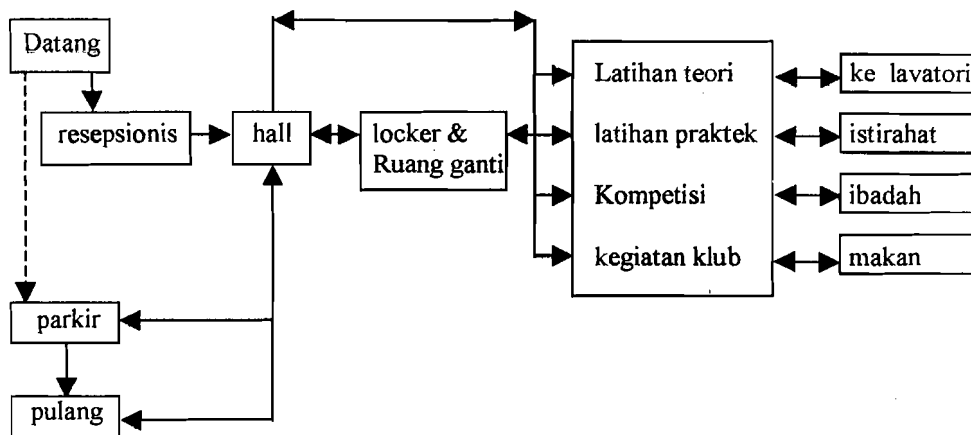 Datang
resepsionis
hall
locker &
Ruang ganti
Latihan teori
latihan praktek
Kompetisi
kegiatan klub
ke lavatori
istirahat
ibadah
makan
parkir
pulang